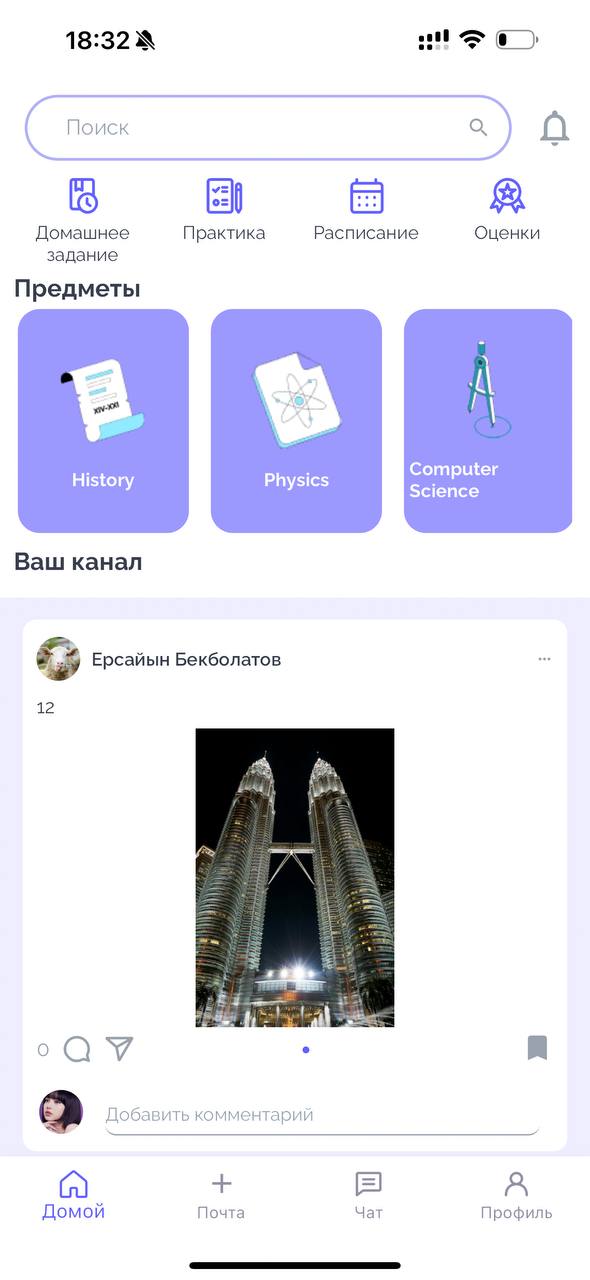 18:32
Поиск
Домашнее
задание
Практика
Расписание
Оценки
Предметы
XIV-XXI
History
Physics
Computer
Science
Ваш канал
Ерсайын Бекболатов
12
0
Добавить комментарий
Домой
Почта
Чат
Профиль